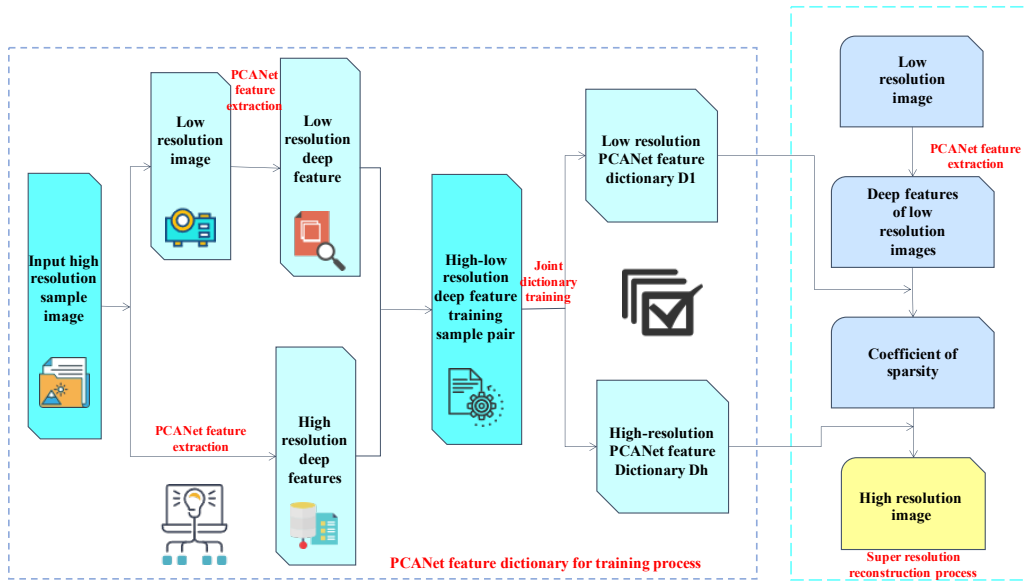 Input high
resolution
sample
image
Low
resolution
image
PCANet
feature
extraction
Low
resolution
deep
feature
PCANet feature
extraction
High
resolution
deep
features
High-low
resolution
deep feature
training
sample pair
Joint
dictionary
training
Low resolution
PCANet feature
dictionary D1
High-resolution
PCANet feature
Dictionary Dh
PCANet feature dictionary for training process
Low
resolution
image
PCANet feature
extraction
Deep features
of low
resolution
images
Coefficient of
sparsity
High resolution
image
Super resolution
reconstruction process